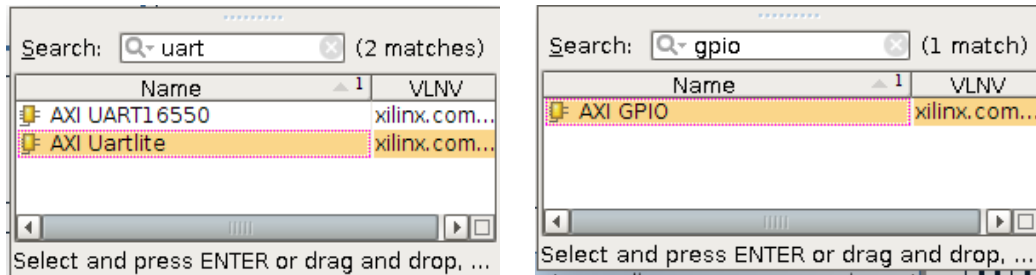 Search: uart (2 matches)
Name 1 VLNV
AXI UART16550 xilinx.com...
AXI Uartlite xilinx.com...
Select and press ENTER or drag and drop, ...
Search: gpio (1 match)
Name 1 VLNV
AXI GPIO xilinx.com...
Select and press ENTER or drag and drop, ...